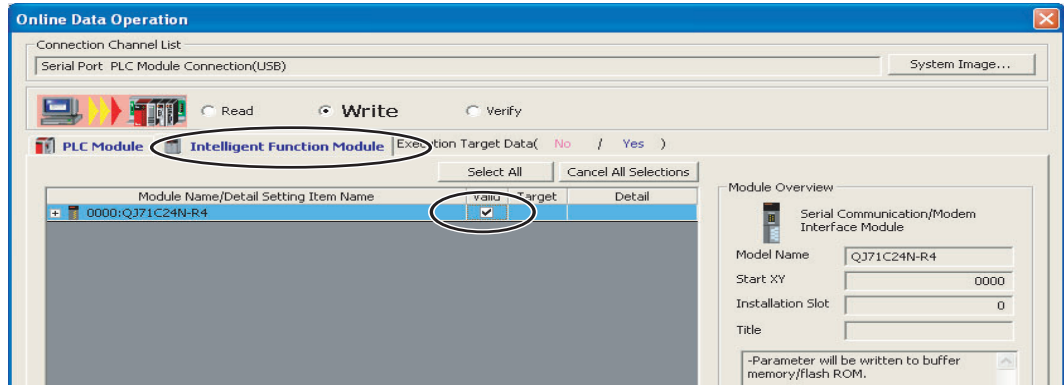 Online Data Operation
Connection Channel List
Serial Port PLC Module Connection(USB)
System Image...
Read
Write
Verify
PLC Module
Intelligent Function Module
Execution Target Data( No / Yes )
Select All
Cancel All Selections
Module Name/Detail Setting Item Name
Valid
Target
Detail
0000:QJ71C24N-R4
Module Overview
Serial Communication/Modem
Interface Module
Model Name
QJ71C24N-R4
Start XY
0000
Installation Slot
0
Title
-Parameter will be written to buffer
memory/flash ROM.